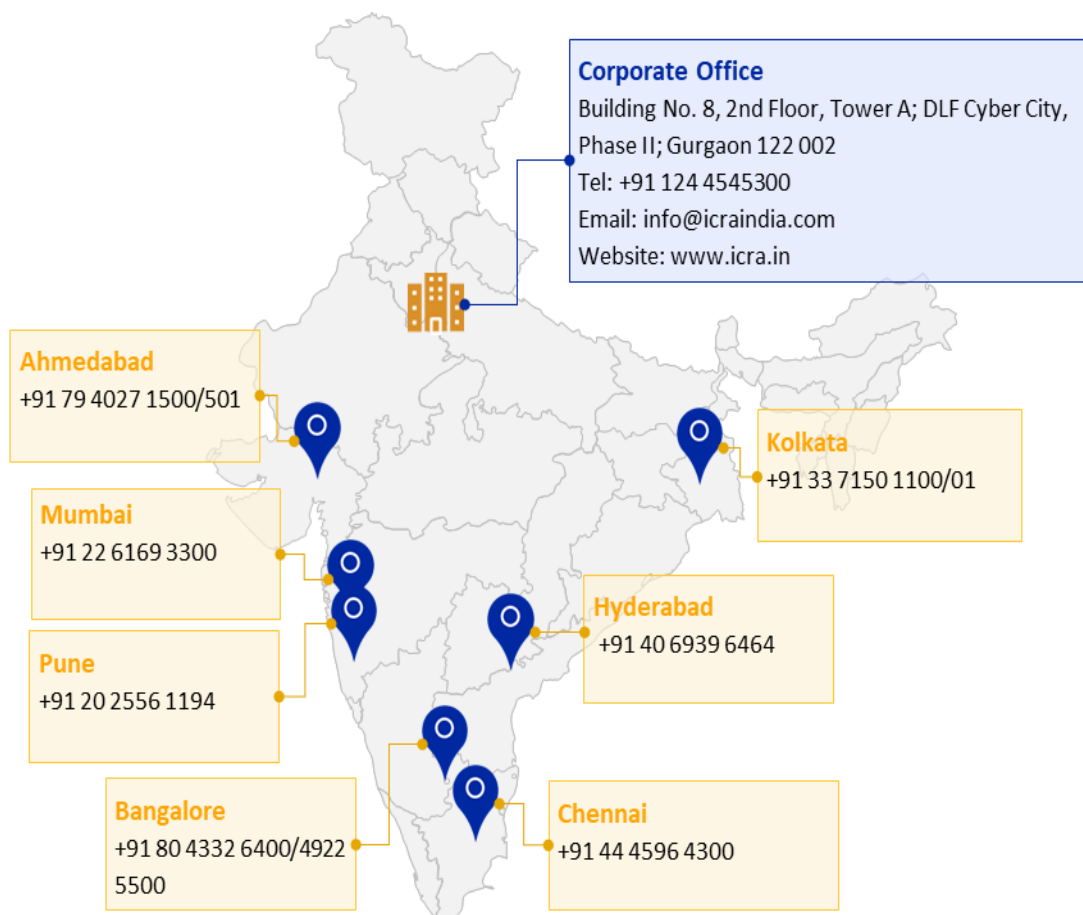 Corporate Office
Building No. 8, 2nd Floor, Tower A; DLF Cyber City,
Phase II; Gurgaon 122 002
Tel: +91 124 4545300
Email: info@icraindia.com
Website: www.icra.in
Ahmedabad
+91 79 4027 1500/501
Kolkata
+91 33 7150 1100/01
Mumbai
+91 22 6169 3300
Hyderabad
+91 40 6939 6464
Pune
+91 20 2556 1194
Bangalore
+91 80 4332 6400/4922
5500
Chennai
+91 44 4596 4300